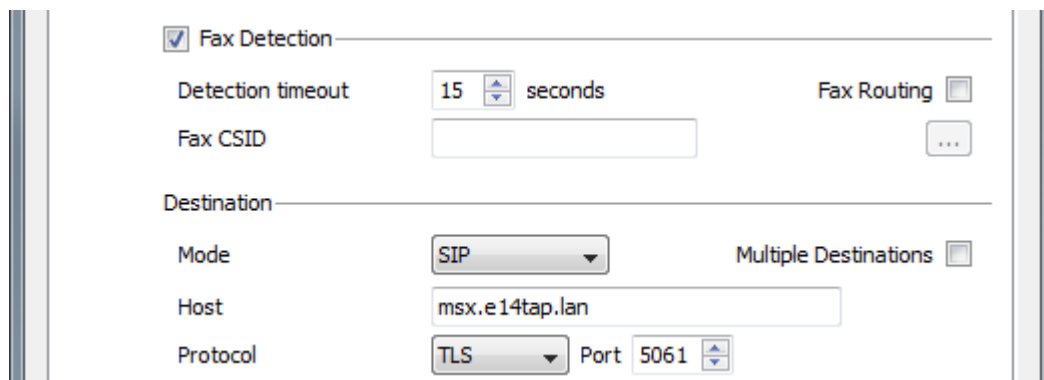 Fax Detection
Detection timeout 15 seconds Fax Routing
Fax CSID ...
Destination
Mode SIP Multiple Destinations
Host msx.e14tap.lan
Protocol TLS Port 5061